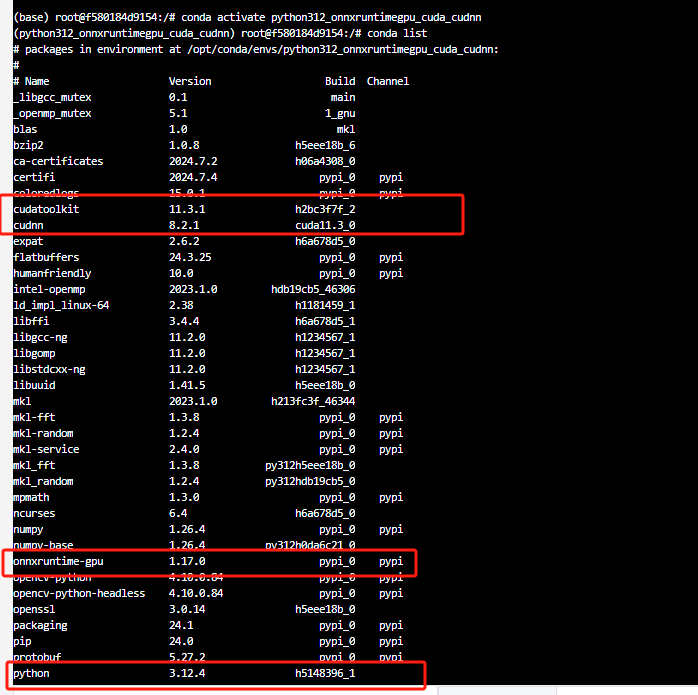 (base) root@f580184d9154:/# conda activate python312_onnxruntimegpu_cuda_cudnn
(python312_onnxruntimegpu_cuda_cudnn) root@f580184d9154:/# conda list
# packages in environment at /opt/conda/envs/python312_onnxruntimegpu_cuda_cudnn:
#
# Name Version Build Channel
_libgcc_mutex 0.1 main
_openmp_mutex 5.1 1_gnu
blas 1.0 mkl
bzip2 1.0.8 h5eee18b_6
ca-certificates 2024.7.2 h06a4308_0
certifi 2024.7.4 pypi_0 pypi
coloredlogs 15.0.1 pypi_0 pypi
cudatoolkit 11.3.1 h2bc3f7f_2
cudnn 8.2.1 cuda11.3_0
expat 2.6.2 h6a678d5_0
flatbuffers 24.3.25 pypi_0 pypi
humanfriendly 10.0 pypi_0 pypi
intel-openmp 2023.1.0 hdb19cb5_46306
ld_impl_linux-64 2.38 h1181459_1
libffi 3.4.4 h6a678d5_1
libgcc-ng 11.2.0 h1234567_1
libgomp 11.2.0 h1234567_1
libstdcxx-ng 11.2.0 h1234567_1
libuuid 1.41.5 h5eee18b_0
mkl 2023.1.0 h213fc3f_46344
mkl-fft 1.3.8 pypi_0 pypi
mkl-random 1.2.4 pypi_0 pypi
mkl-service 2.4.0 pypi_0 pypi
mkl_fft 1.3.8 py312h5eee18b_0
mkl_random 1.2.4 py312hdb19cb5_0
mpmath 1.3.0 pypi_0 pypi
ncurses 6.4 h6a678d5_0
numpy 1.26.4 pypi_0 pypi
numpy-base 1.26.4 py312h0da6c21_0
onnxruntime-gpu 1.17.0 pypi_0 pypi
opencv-python 4.10.0.84 pypi_0 pypi
opencv-python-headless 4.10.0.84 pypi_0 pypi
openssl 3.0.14 h5eee18b_0
packaging 24.1 pypi_0 pypi
pip 24.0 pypi_0 pypi
protobuf 5.27.2 pypi_0 pypi
python 3.12.4 h5148396_1